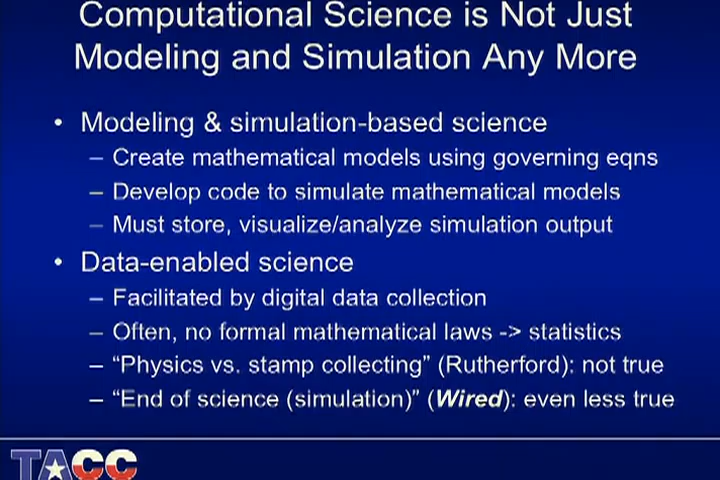 Computational Science is Not Just
Modeling and Simulation Any More
• Modeling & simulation-based science
– Create mathematical models using governing eqns
– Develop code to simulate mathematical models
– Must store, visualize/analyze simulation output
• Data-enabled science
– Facilitated by digital data collection
– Often, no formal mathematical laws -> statistics
– “Physics vs. stamp collecting” (Rutherford): not true
– “End of science (simulation)” (Wired): even less true
TACC